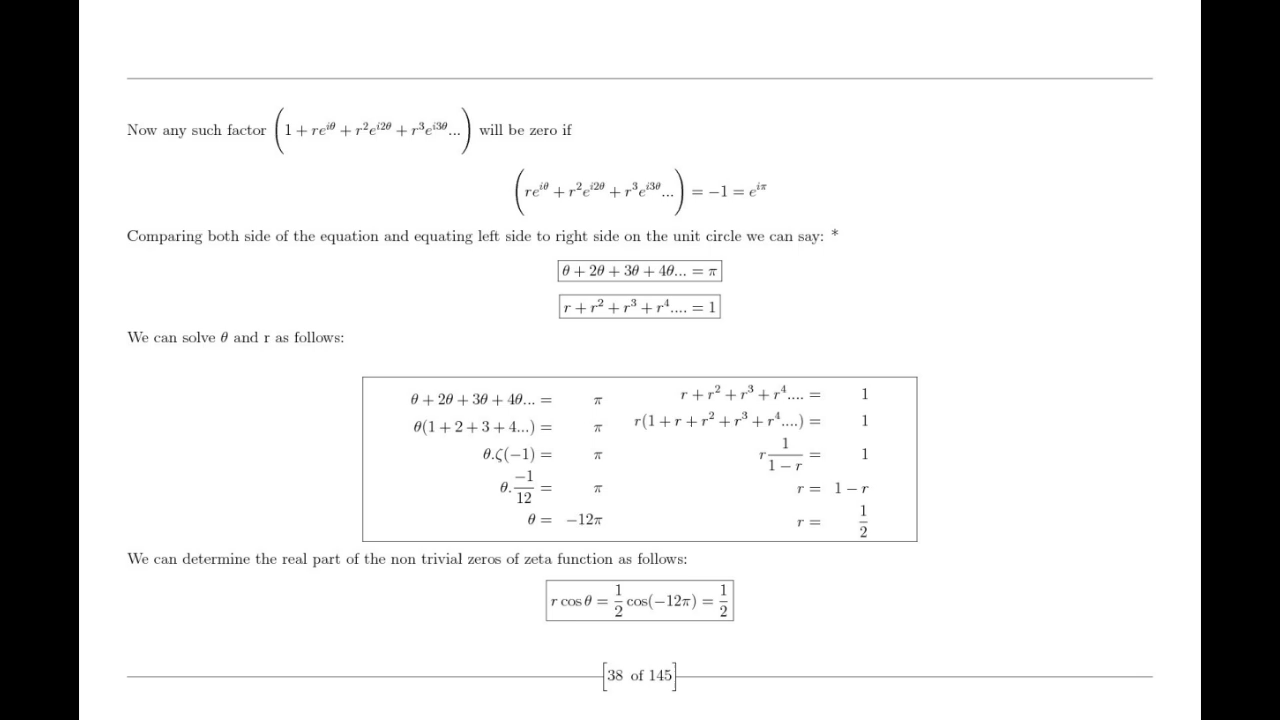 Now any such factor (1 + re^{iθ} + r^2e^{i2θ} + r^3e^{i3θ}...) will be zero if
(re^{iθ} + r^2e^{i2θ} + r^3e^{i3θ}...) = −1 = e^{iπ}
Comparing both side of the equation and equating left side to right side on the unit circle we can say: *
θ + 2θ + 3θ + 4θ... = π
r + r^2 + r^3 + r^4.... = 1
We can solve θ and r as follows:
θ + 2θ + 3θ + 4θ... = π
θ(1 + 2 + 3 + 4...) = π
θ.ζ(−1) = π
θ.\frac{−1}{12} = π
θ = −12π
r + r^2 + r^3 + r^4.... = 1
r(1 + r + r^2 + r^3 + r^4....) = 1
r\frac{1}{1 − r} = 1
r = 1 − r
r = \frac{1}{2}
We can determine the real part of the non trivial zeros of zeta function as follows:
r cos θ = \frac{1}{2} cos(−12π) = \frac{1}{2}
[38 of 145]